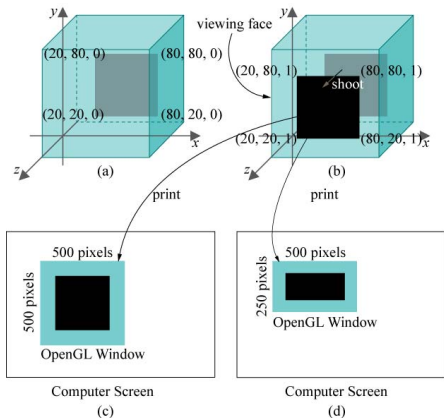 y
(20, 80, 0) (80, 80, 0)
(20, 20, 0) (80, 20, 0)
x
z
(a)
viewing face
y
(20, 80, 1) (80, 80, 1)
shoot
(20, 20, 1) (80, 20, 1)
x
z
(b)
print
print
500 pixels
500 pixels
OpenGL Window
Computer Screen
(c)
500 pixels
250 pixels
OpenGL Window
Computer Screen
(d)